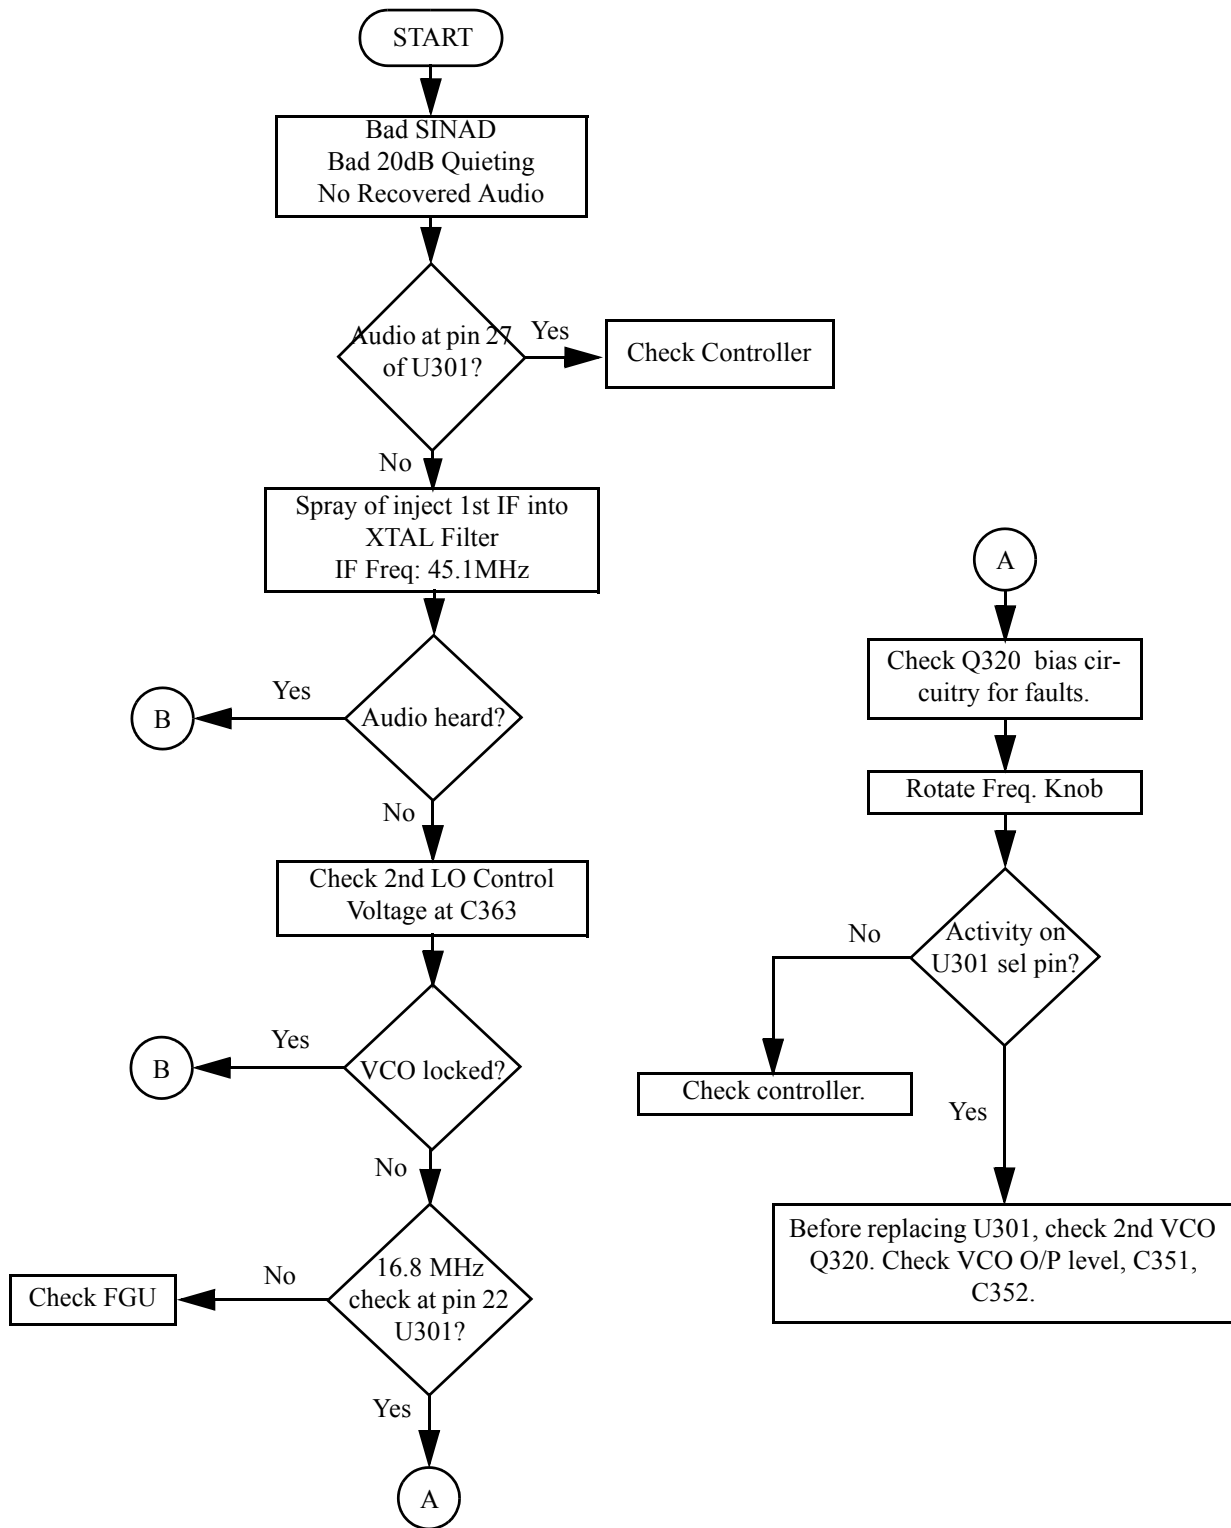 START
Bad SINAD
Bad 20dB Quieting
No Recovered Audio
Audio at pin 27
of U301?
Yes
Check Controller
No
Spray of inject 1st IF into
XTAL Filter
IF Freq: 45.1MHz
Audio heard?
Yes
B
No
Check 2nd LO Control
Voltage at C363
VCO locked?
Yes
B
No
16.8 MHz
check at pin 22
U301?
No
Check FGU
Yes
A
A
Check Q320  bias cir-
cuitry for faults.
Rotate Freq. Knob
Activity on
U301 sel pin?
No
Check controller.
Yes
Before replacing U301, check 2nd VCO
Q320. Check VCO O/P level, C351,
C352.